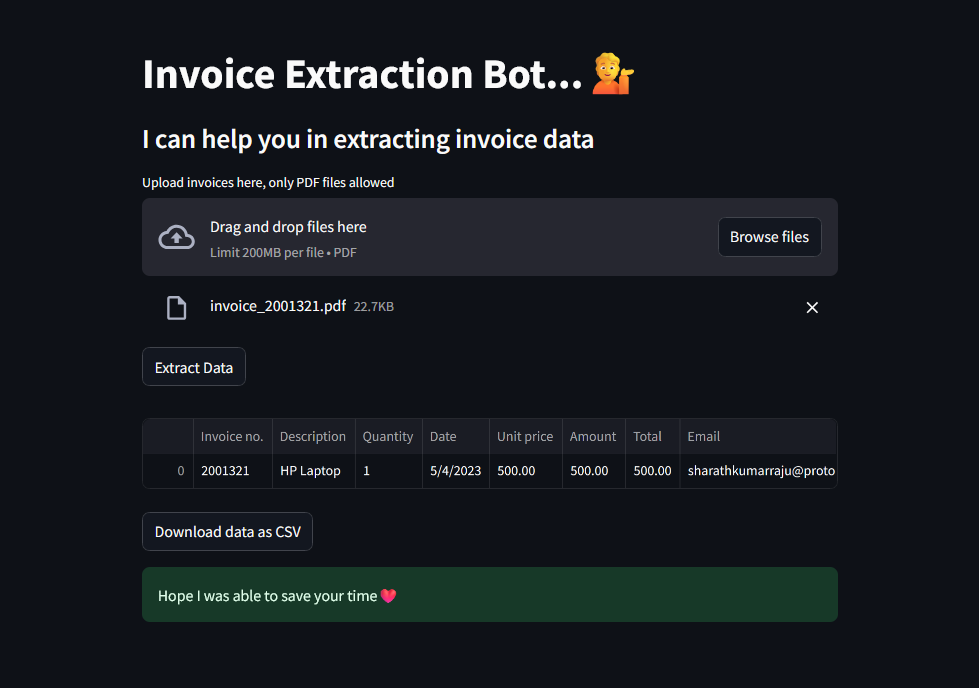 Invoice Extraction Bot... 💁
I can help you in extracting invoice data
Upload invoices here, only PDF files allowed
Drag and drop files here
Limit 200MB per file • PDF
Browse files
invoice_2001321.pdf 22.7KB
Extract Data
Invoice no. Description Quantity Date Unit price Amount Total Email
0 2001321 HP Laptop 1 5/4/2023 500.00 500.00 500.00 sharathkumarraju@proto
Download data as CSV
Hope I was able to save your time ❤️